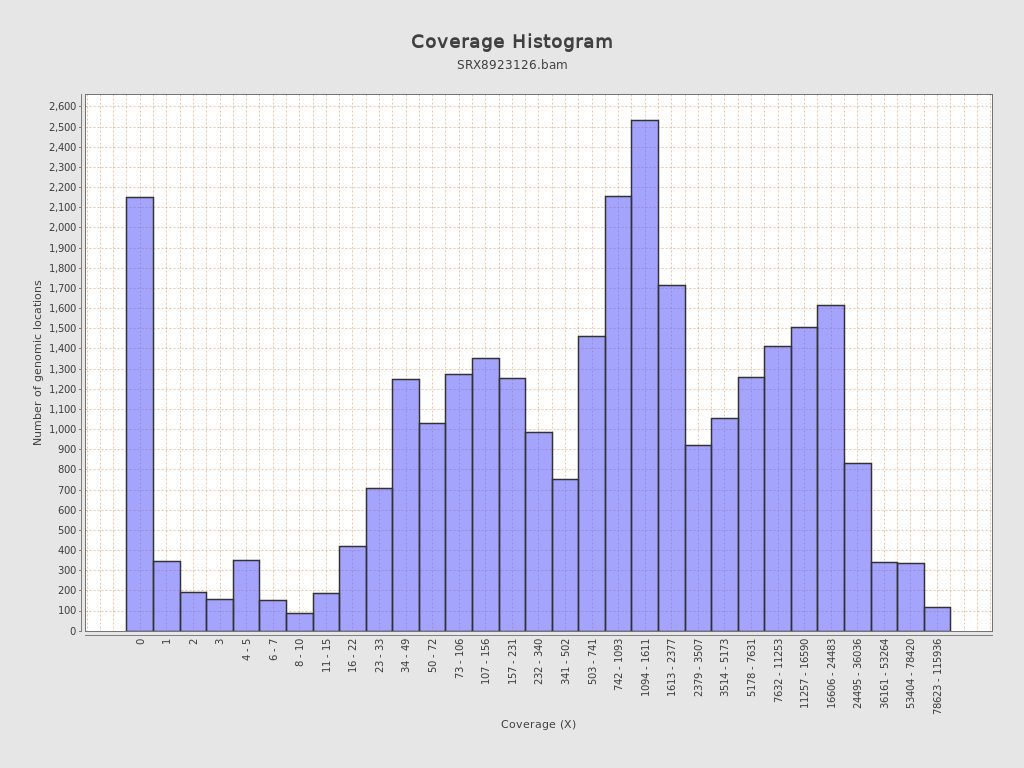 Coverage Histogram
SRX8923126.bam
Number of genomic locations
2,600
2,500
2,400
2,300
2,200
2,100
2,000
1,900
1,800
1,700
1,600
1,500
1,400
1,300
1,200
1,100
1,000
900
800
700
600
500
400
300
200
100
0
0
1
2
3
4 - 5
6 - 7
8 - 10
11 - 15
16 - 22
23 - 33
34 - 49
50 - 72
73 - 106
107 - 156
157 - 231
232 - 340
341 - 502
503 - 741
742 - 1093
1094 - 1611
1613 - 2377
2379 - 3507
3514 - 5173
5178 - 7631
7632 - 11253
11257 - 16590
16606 - 24483
24495 - 36036
36161 - 53264
53404 - 78420
78623 - 115936
Coverage (X)